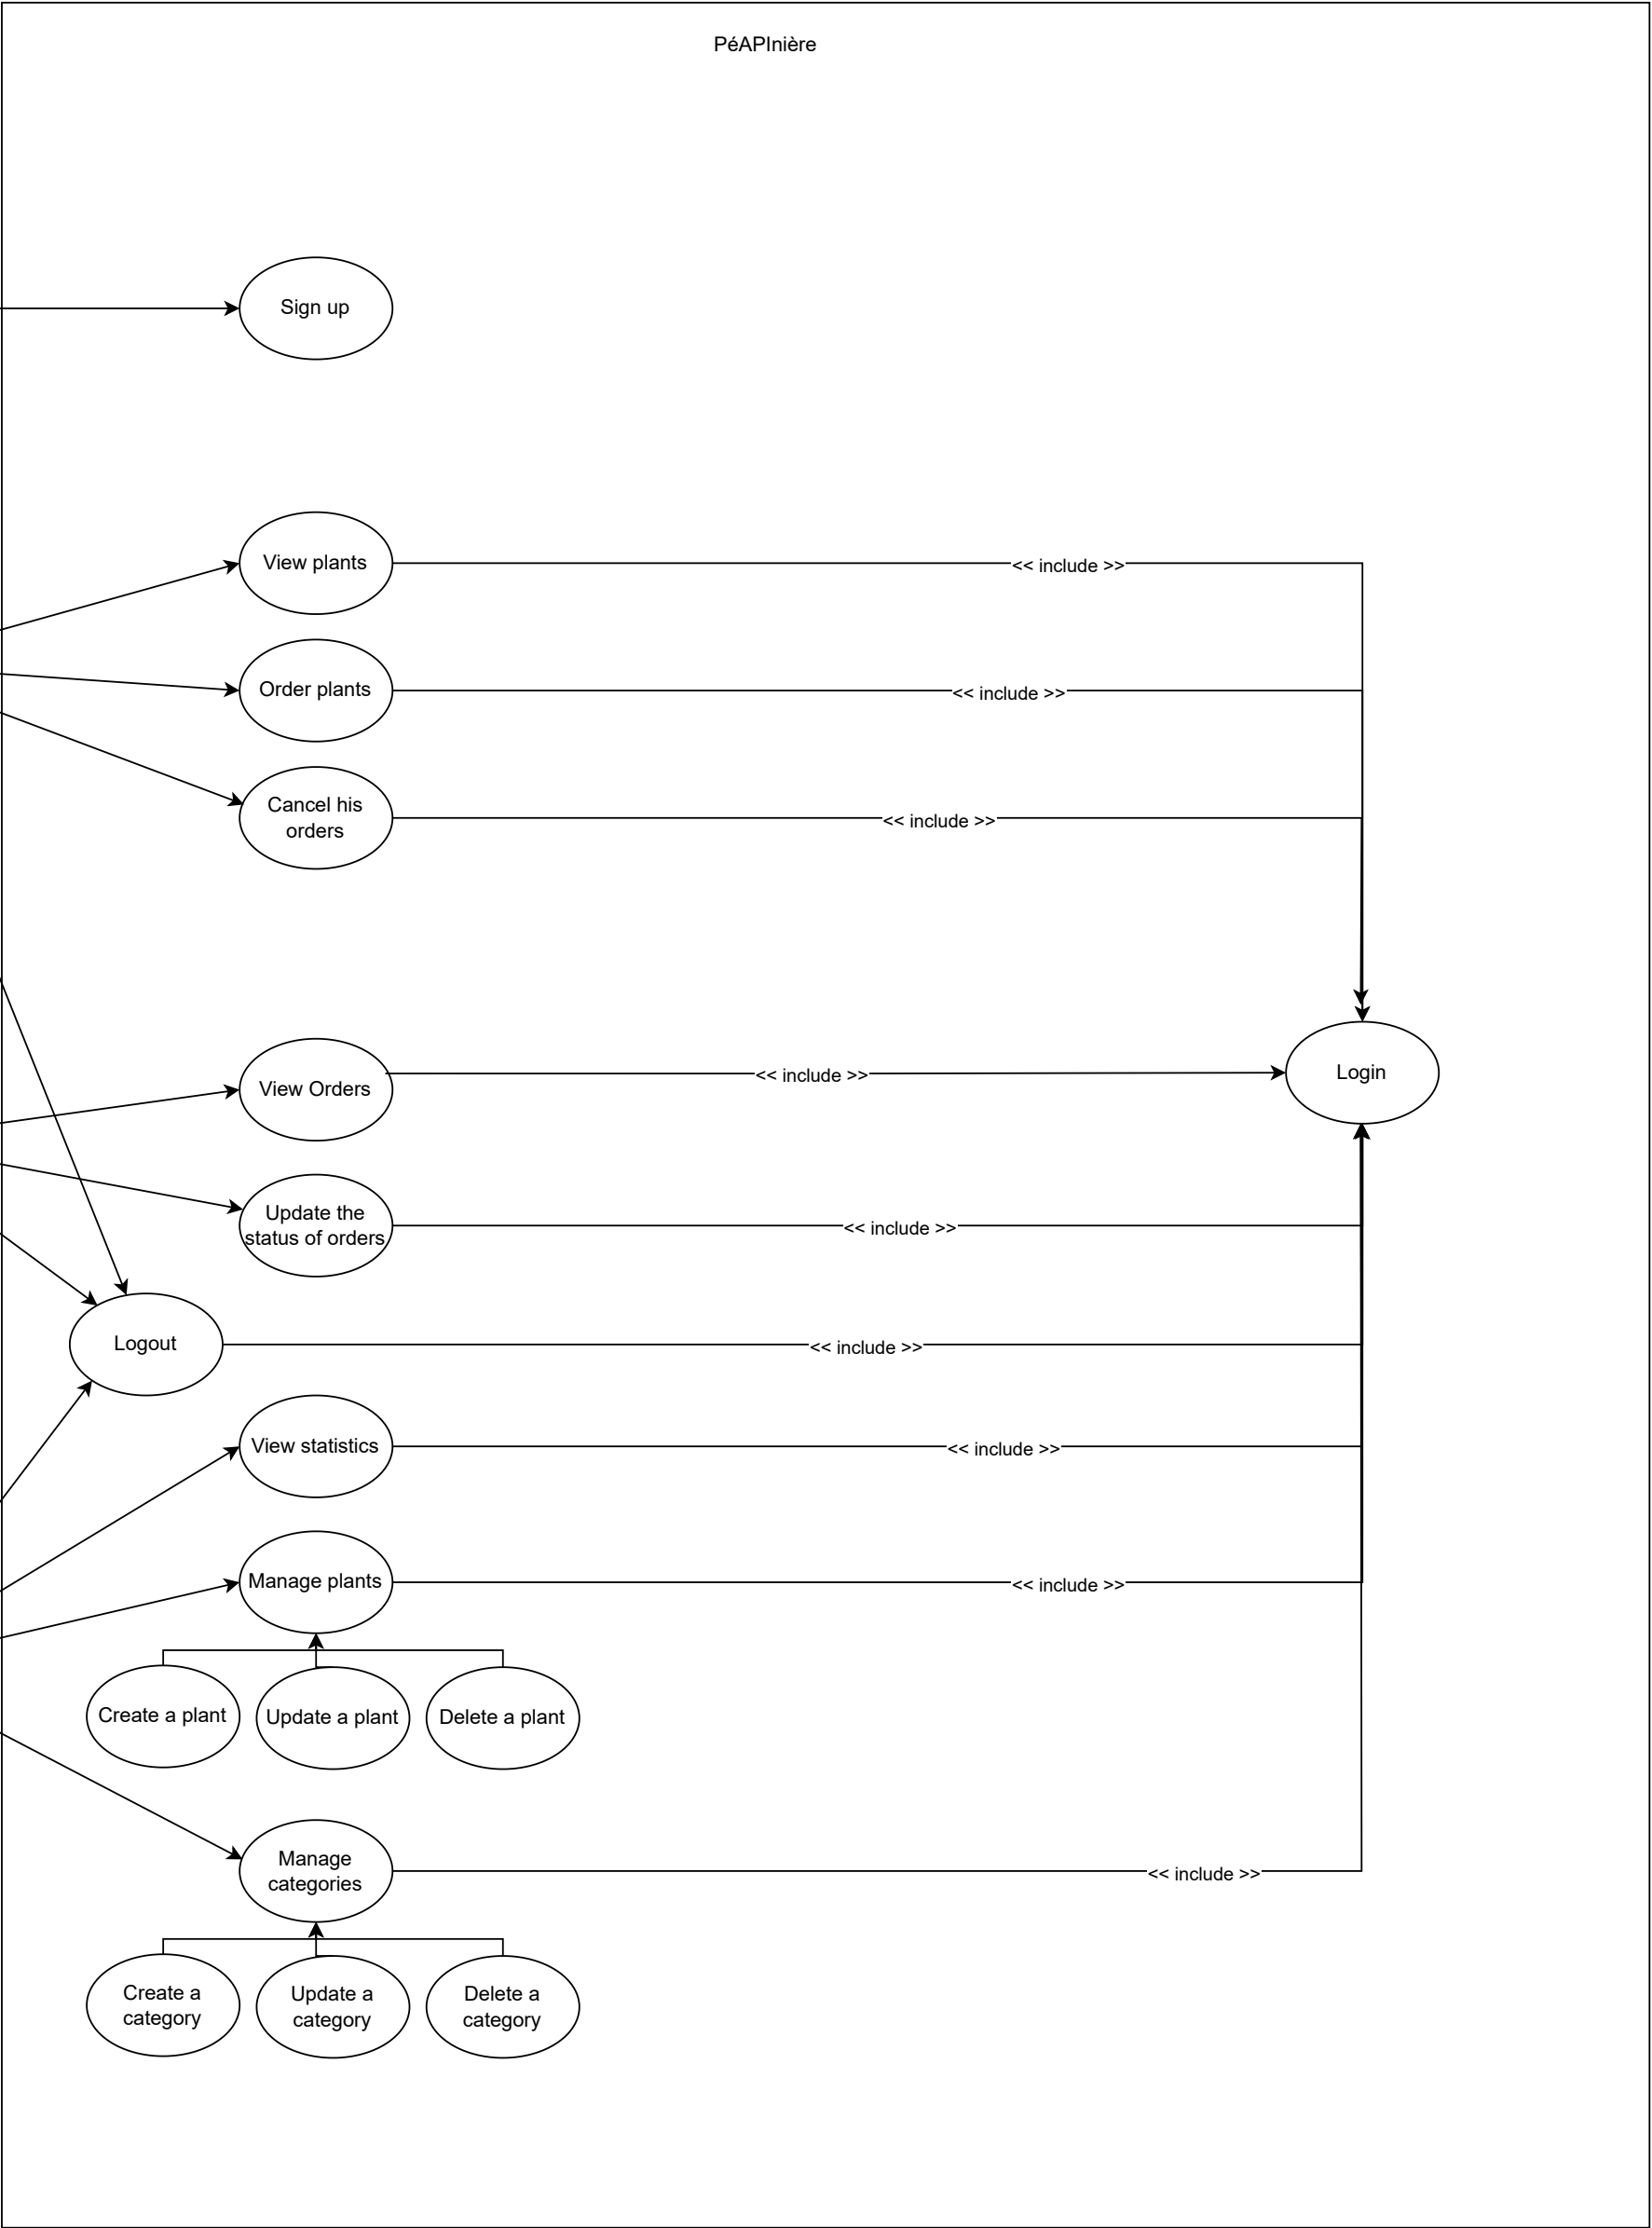 PéAPInière
Sign up
View plants
<< include >>
Order plants
<< include >>
Cancel his
orders
<< include >>
View Orders
<< include >>
Login
Update the
status of orders
<< include >>
Logout
<< include >>
View statistics
<< include >>
Manage plants
<< include >>
Create a plant
Update a plant
Delete a plant
Manage
categories
<< include >>
Create a
category
Update a
category
Delete a
category